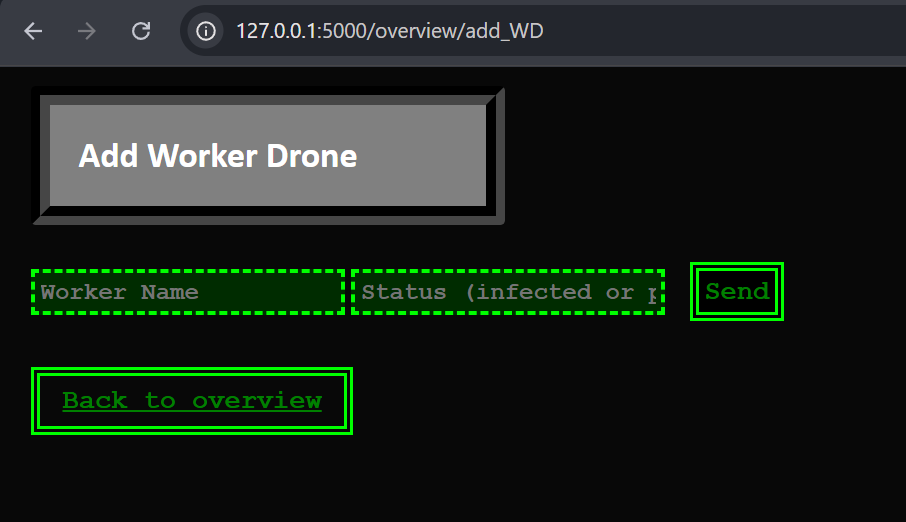 127.0.0.1:5000/overview/add_WD
Add Worker Drone
Worker Name
Status (infected or
Send
Back to overview